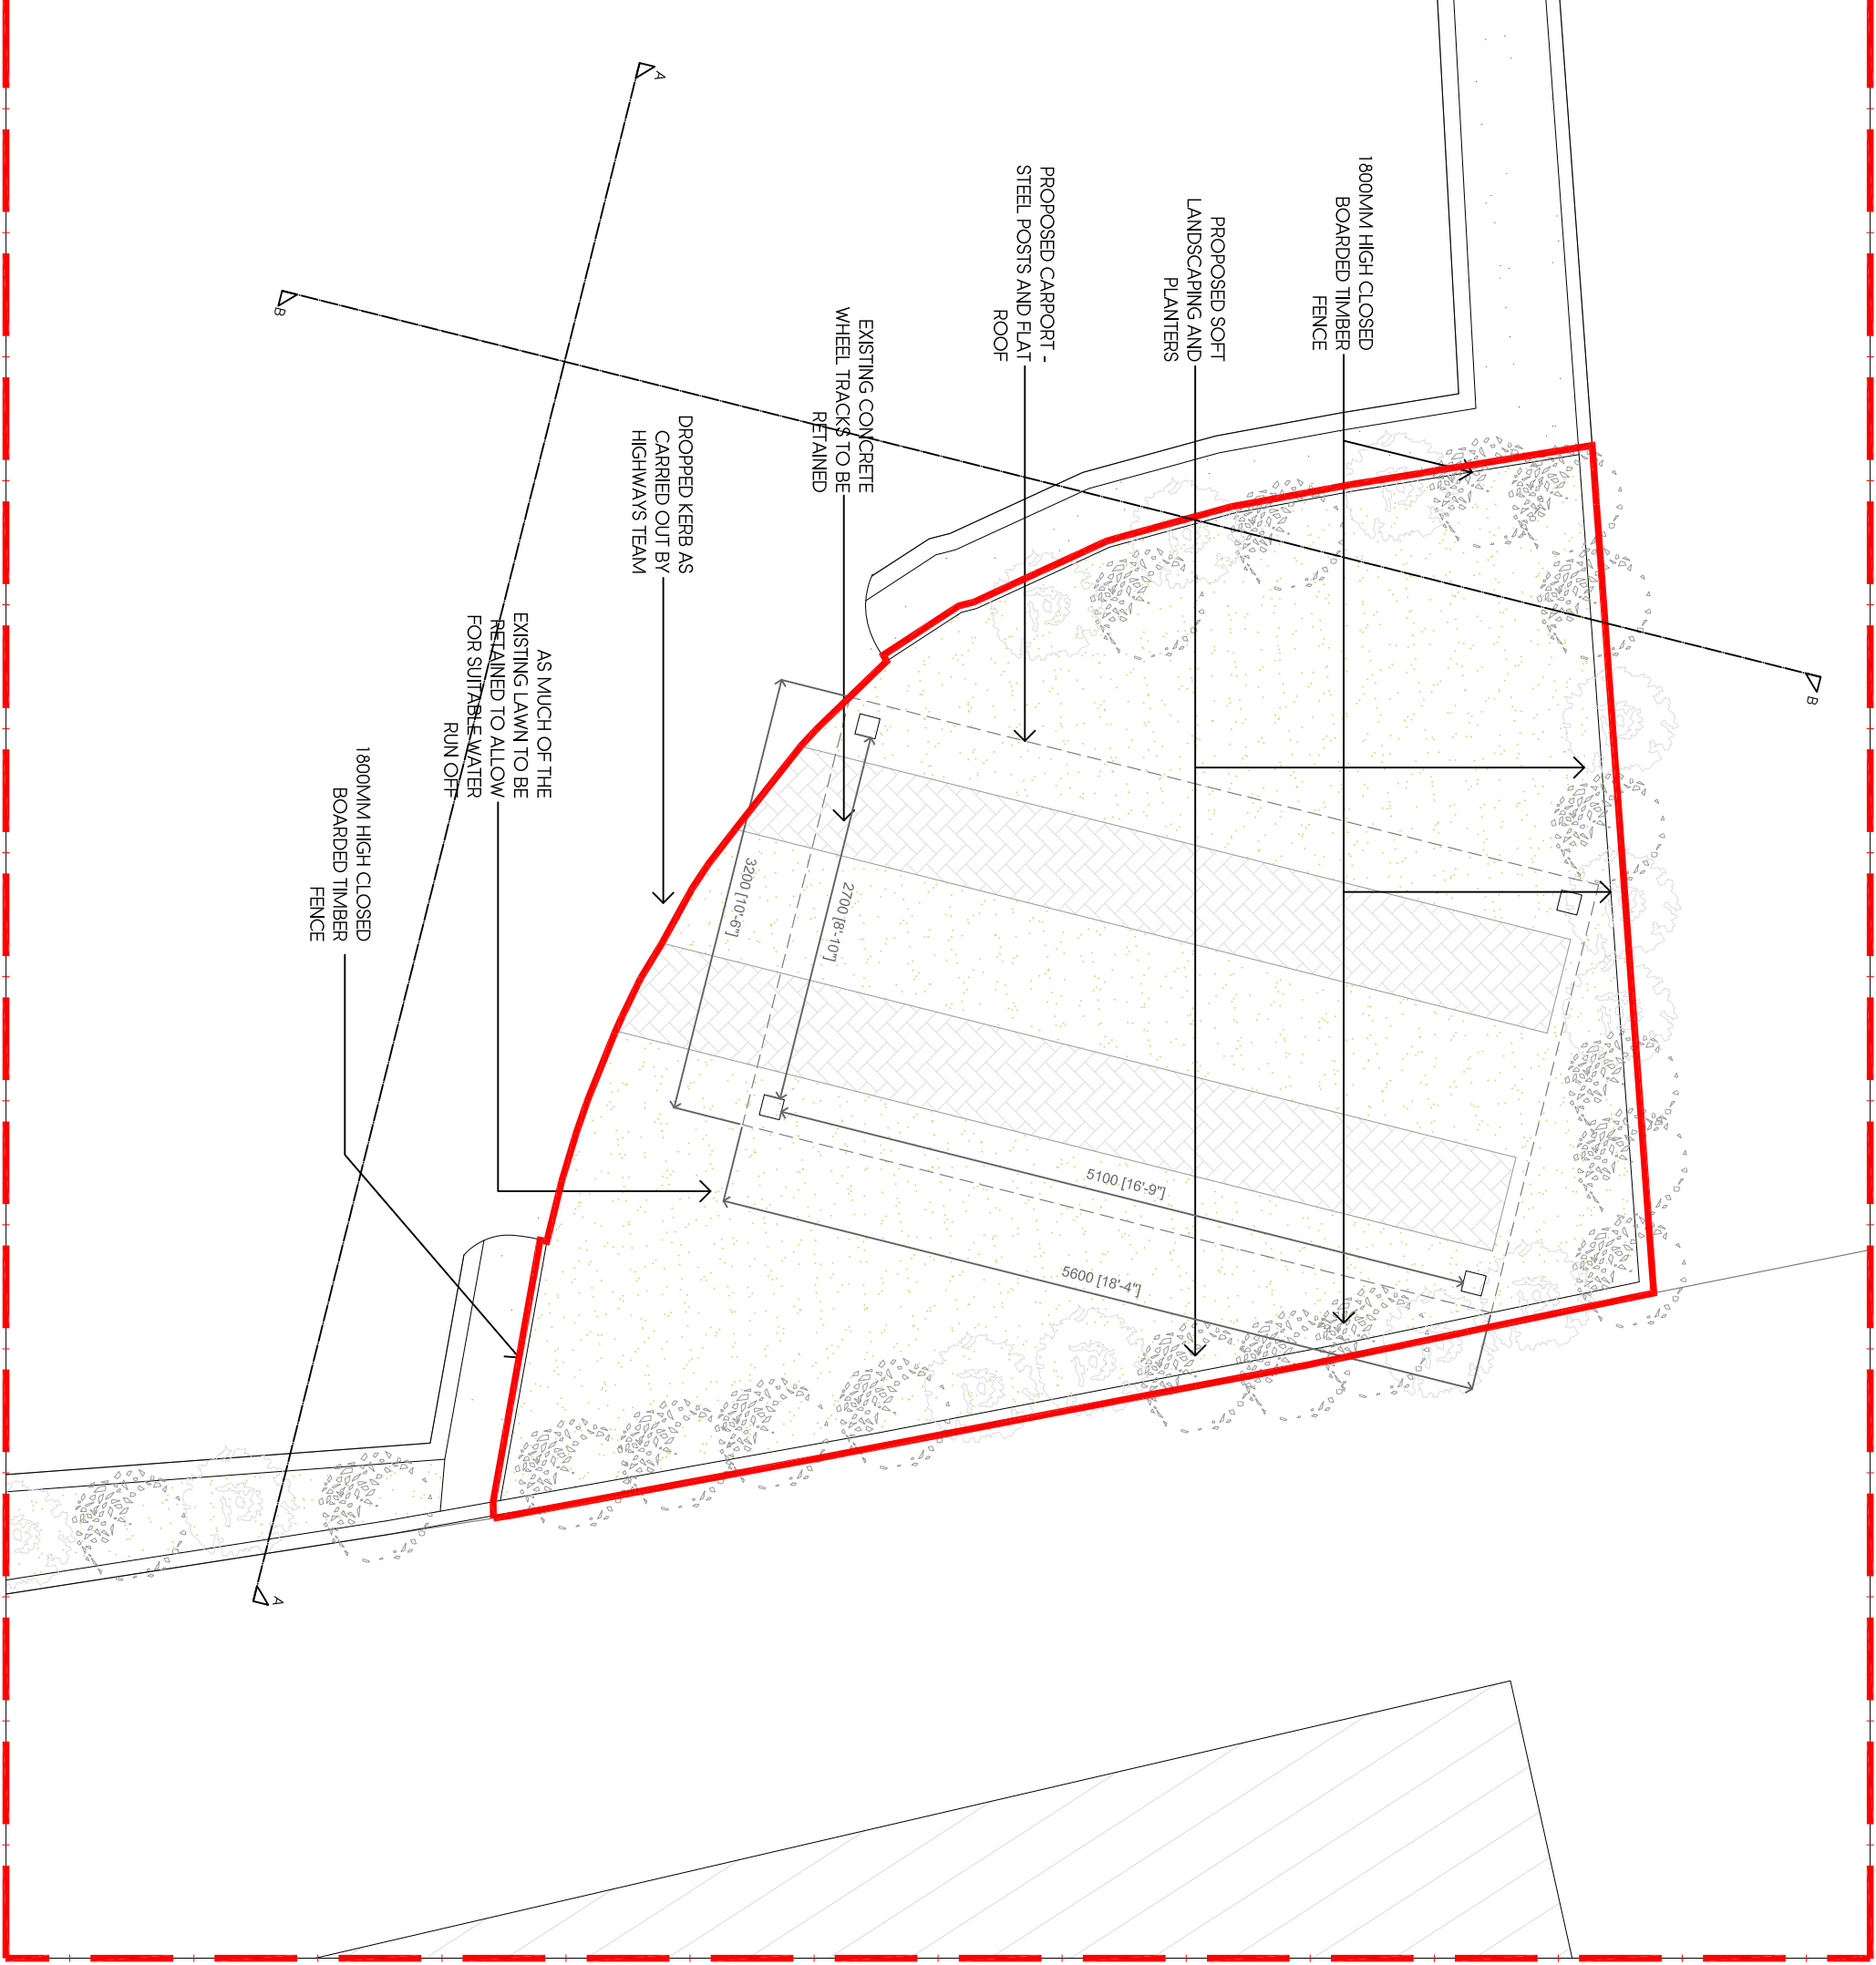 1800MM HIGH CLOSED
BOARDED TIMBER
FENCE
PROPOSED SOFT
LANDSCAPING AND
PLANTERS
PROPOSED CARPORT -
STEEL POSTS AND FLAT
ROOF
EXISTING CONCRETE
WHEEL TRACKS TO BE
RETAINED
DROPPED KERB AS
CARRIED OUT BY
HIGHWAYS TEAM
AS MUCH OF THE
EXISTING LAWN TO BE
RETAINED TO ALLOW
FOR SUITABLE WATER
RUN OFF
1800MM HIGH CLOSED
BOARDED TIMBER
FENCE
3200 [10'-6"]
2700 [8'-10"]
5100 [16'-9"]
5600 [18'-4"]
A
A
B
B